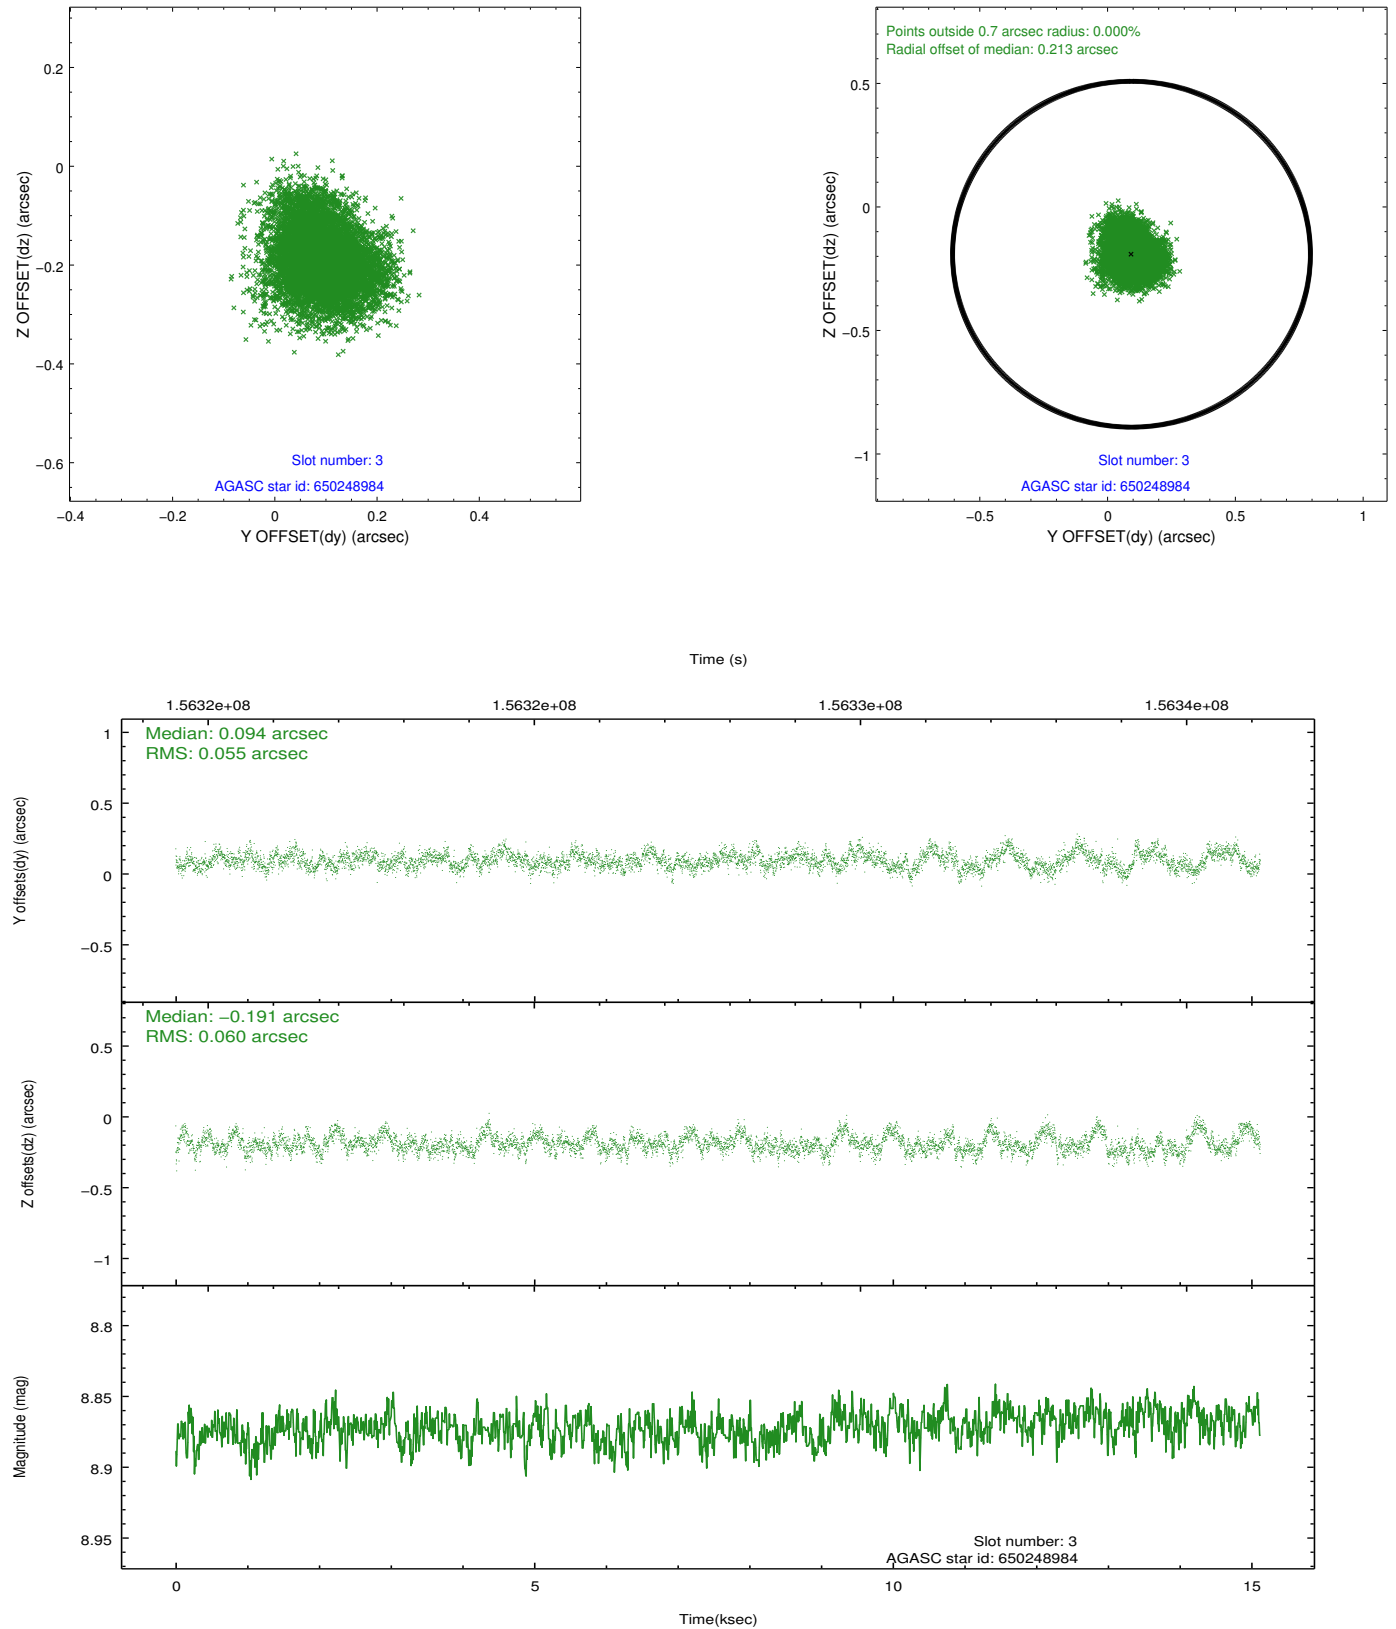 0.2
0
−0.2
−0.4
−0.6
Z OFFSET(dz) (arcsec)
Slot number: 3
AGASC star id: 650248984
−0.4 −0.2 0 0.2 0.4
Y OFFSET(dy) (arcsec)
Points outside 0.7 arcsec radius: 0.000%
Radial offset of median: 0.213 arcsec
0.5
0
−0.5
−1
Z OFFSET(dz) (arcsec)
Slot number: 3
AGASC star id: 650248984
−0.5 0 0.5 1
Y OFFSET(dy) (arcsec)
Time (s)
1.5632e+08 1.5632e+08 1.5633e+08 1.5634e+08
Median: 0.094 arcsec
RMS: 0.055 arcsec
1
0.5
0
−0.5
Y offsets(dy) (arcsec)
Median: −0.191 arcsec
RMS: 0.060 arcsec
0.5
0
−0.5
−1
Z offsets(dz) (arcsec)
8.8
8.85
8.9
8.95
Magnitude (mag)
Slot number: 3
AGASC star id: 650248984
0 5 10 15
Time(ksec)